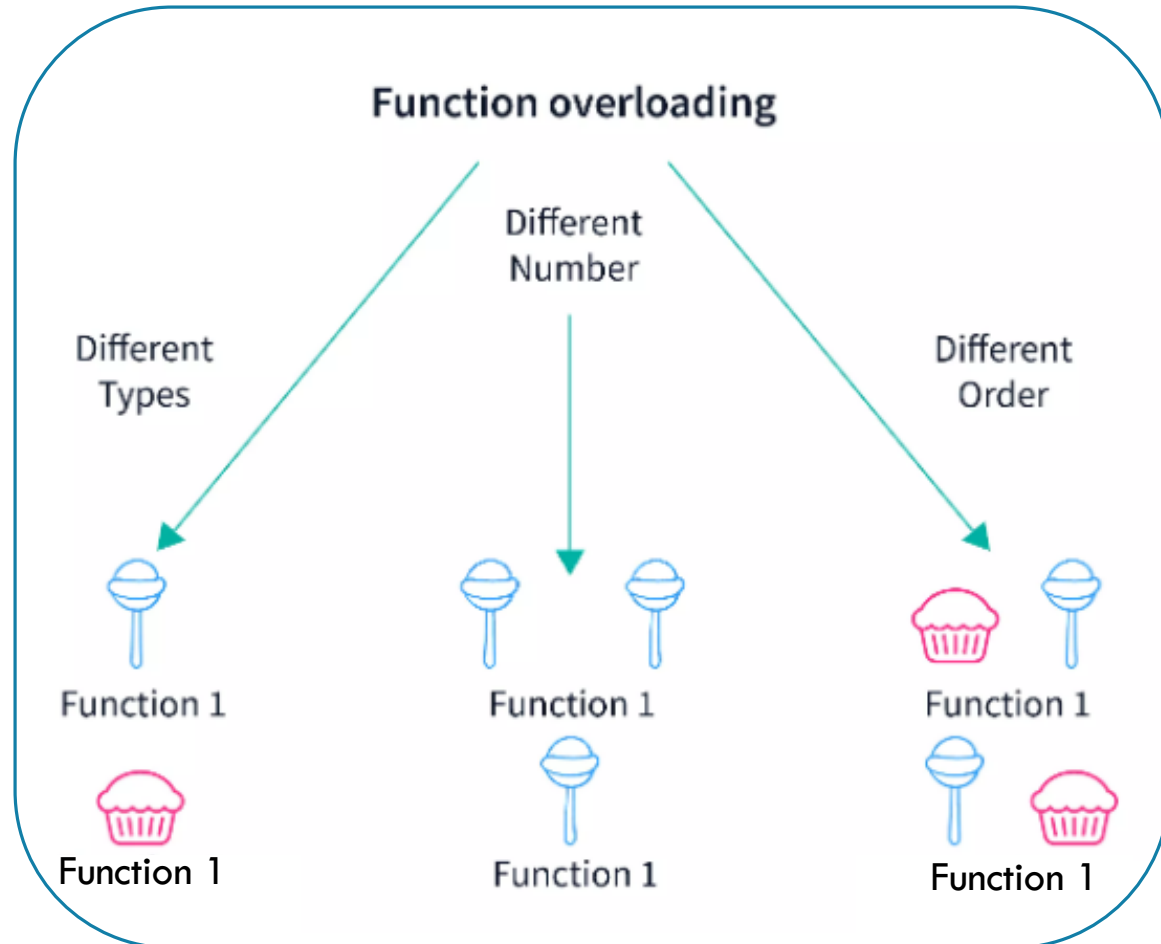 Function overloading
Different
Number
Different
Types
Different
Order
Function 1
Function 1
Function 1
Function 1
Function 1
Function 1